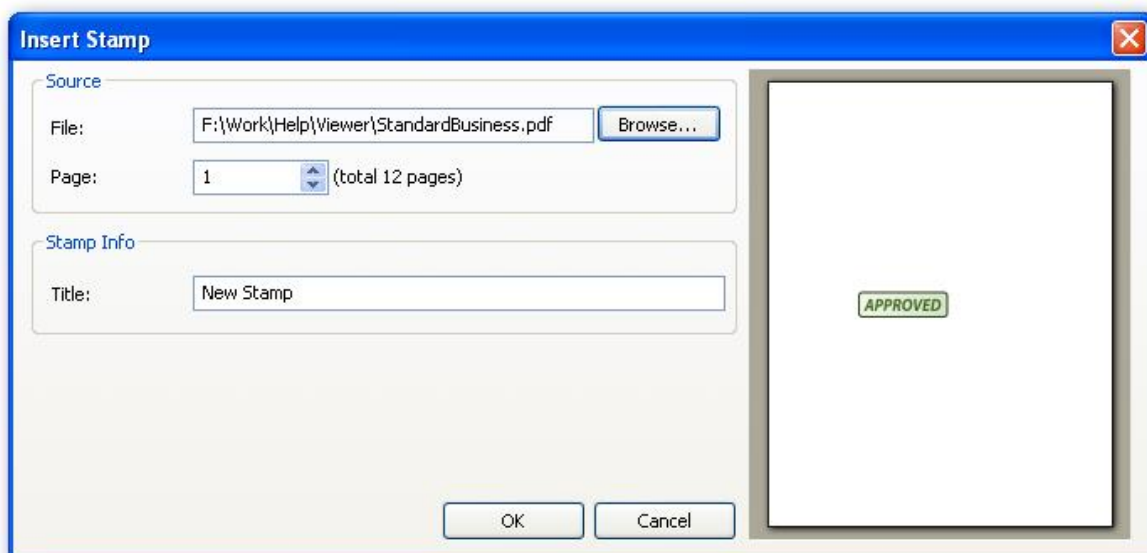 Insert Stamp
Source
File: F:\Work\Help\Viewer\StandardBusiness.pdf Browse...
Page: 1 (total 12 pages)
Stamp Info
Title: New Stamp
APPROVED
OK Cancel